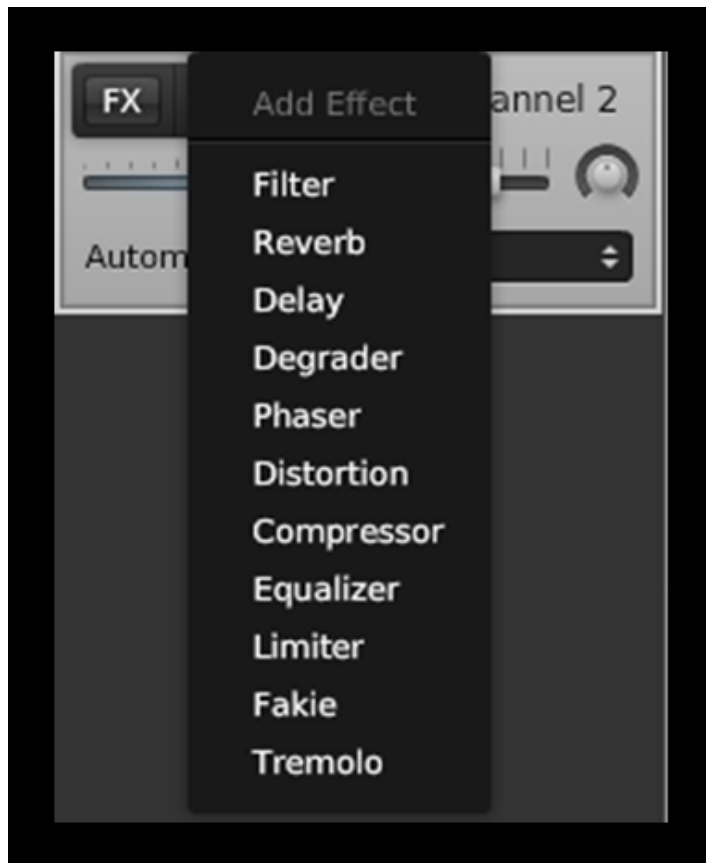 FX
Add Effect
annel 2
Filter
Reverb
Autom
Delay
Degrader
Phaser
Distortion
Compressor
Equalizer
Limiter
Fakie
Tremolo